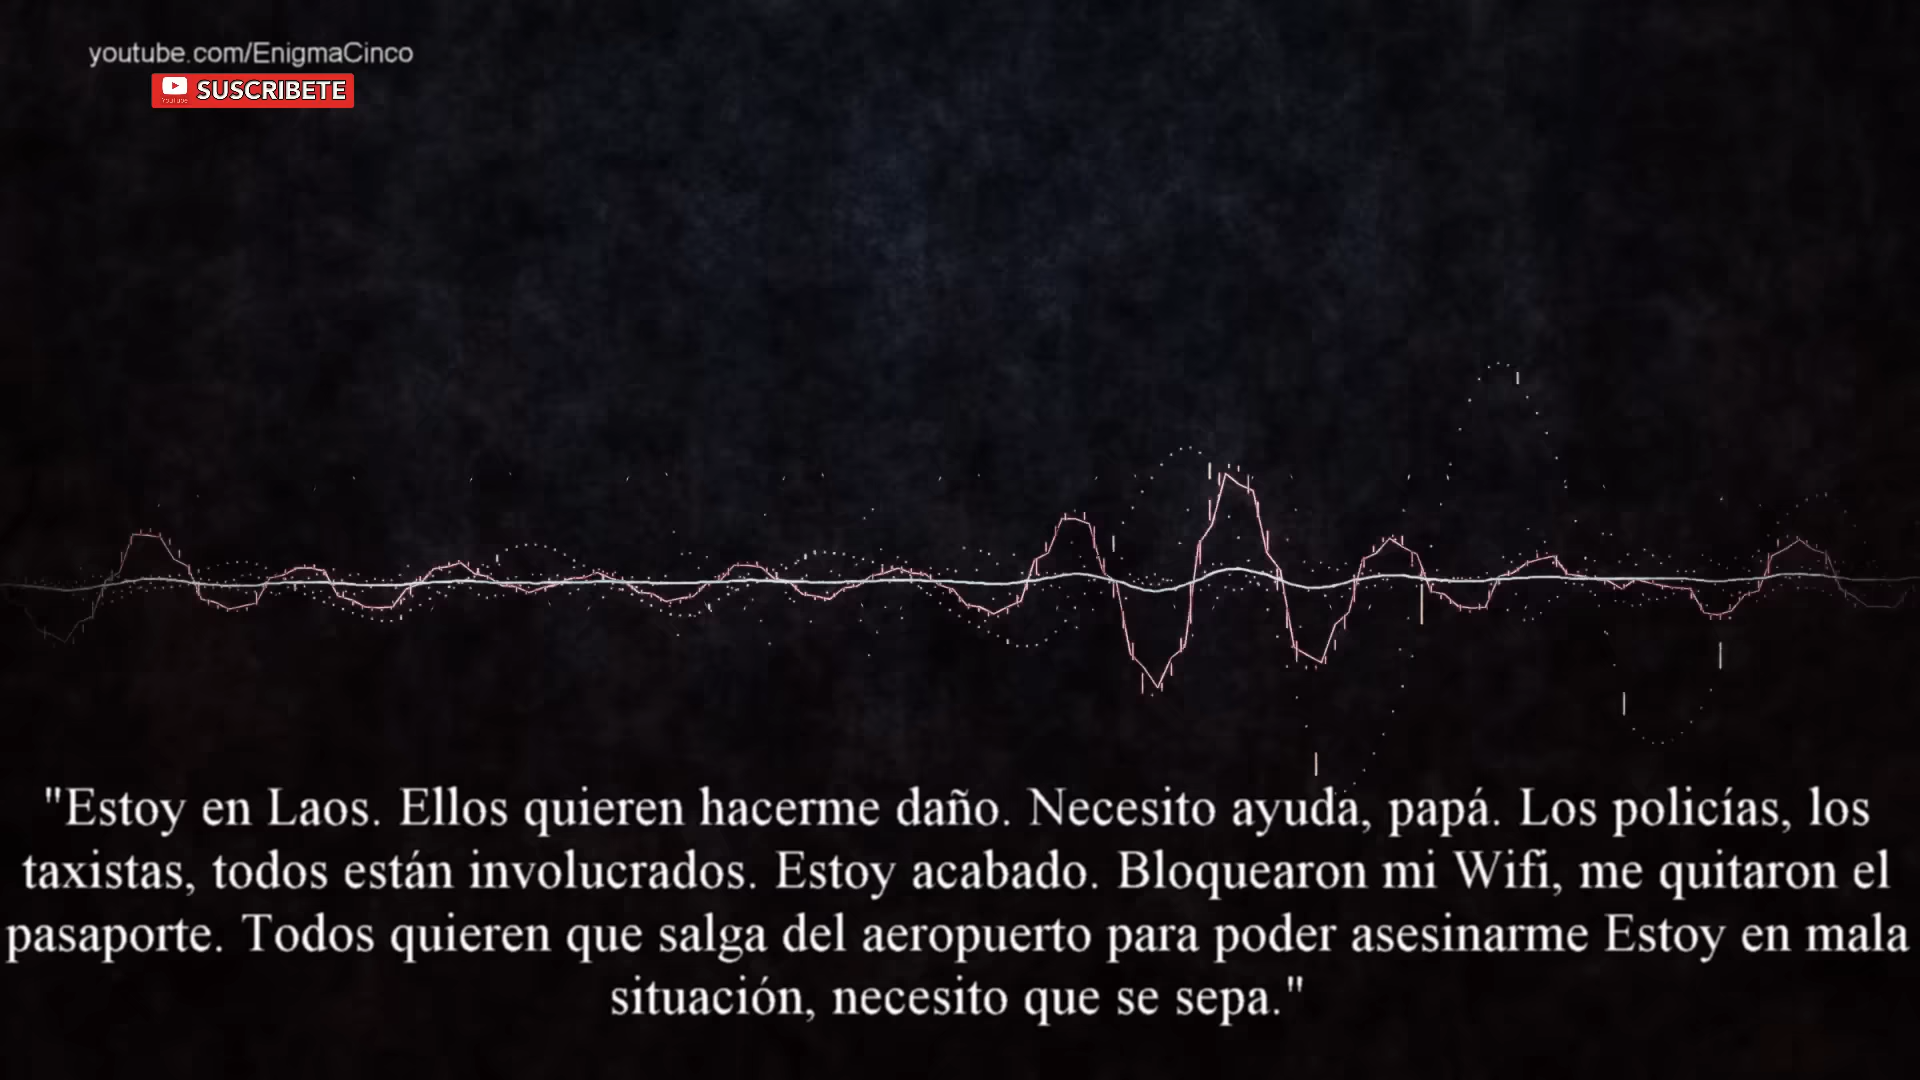 youtube.com/EnigmaCinco
YouTube
SUSCRIBETE
"Estoy en Laos. Ellos quieren hacerme daño. Necesito ayuda, papá. Los policías, los
taxistas, todos están involucrados. Estoy acabado. Bloquearon mi Wifi, me quitaron el
pasaporte. Todos quieren que salga del aeropuerto para poder asesinarme Estoy en mala
situación, necesito que se sepa."